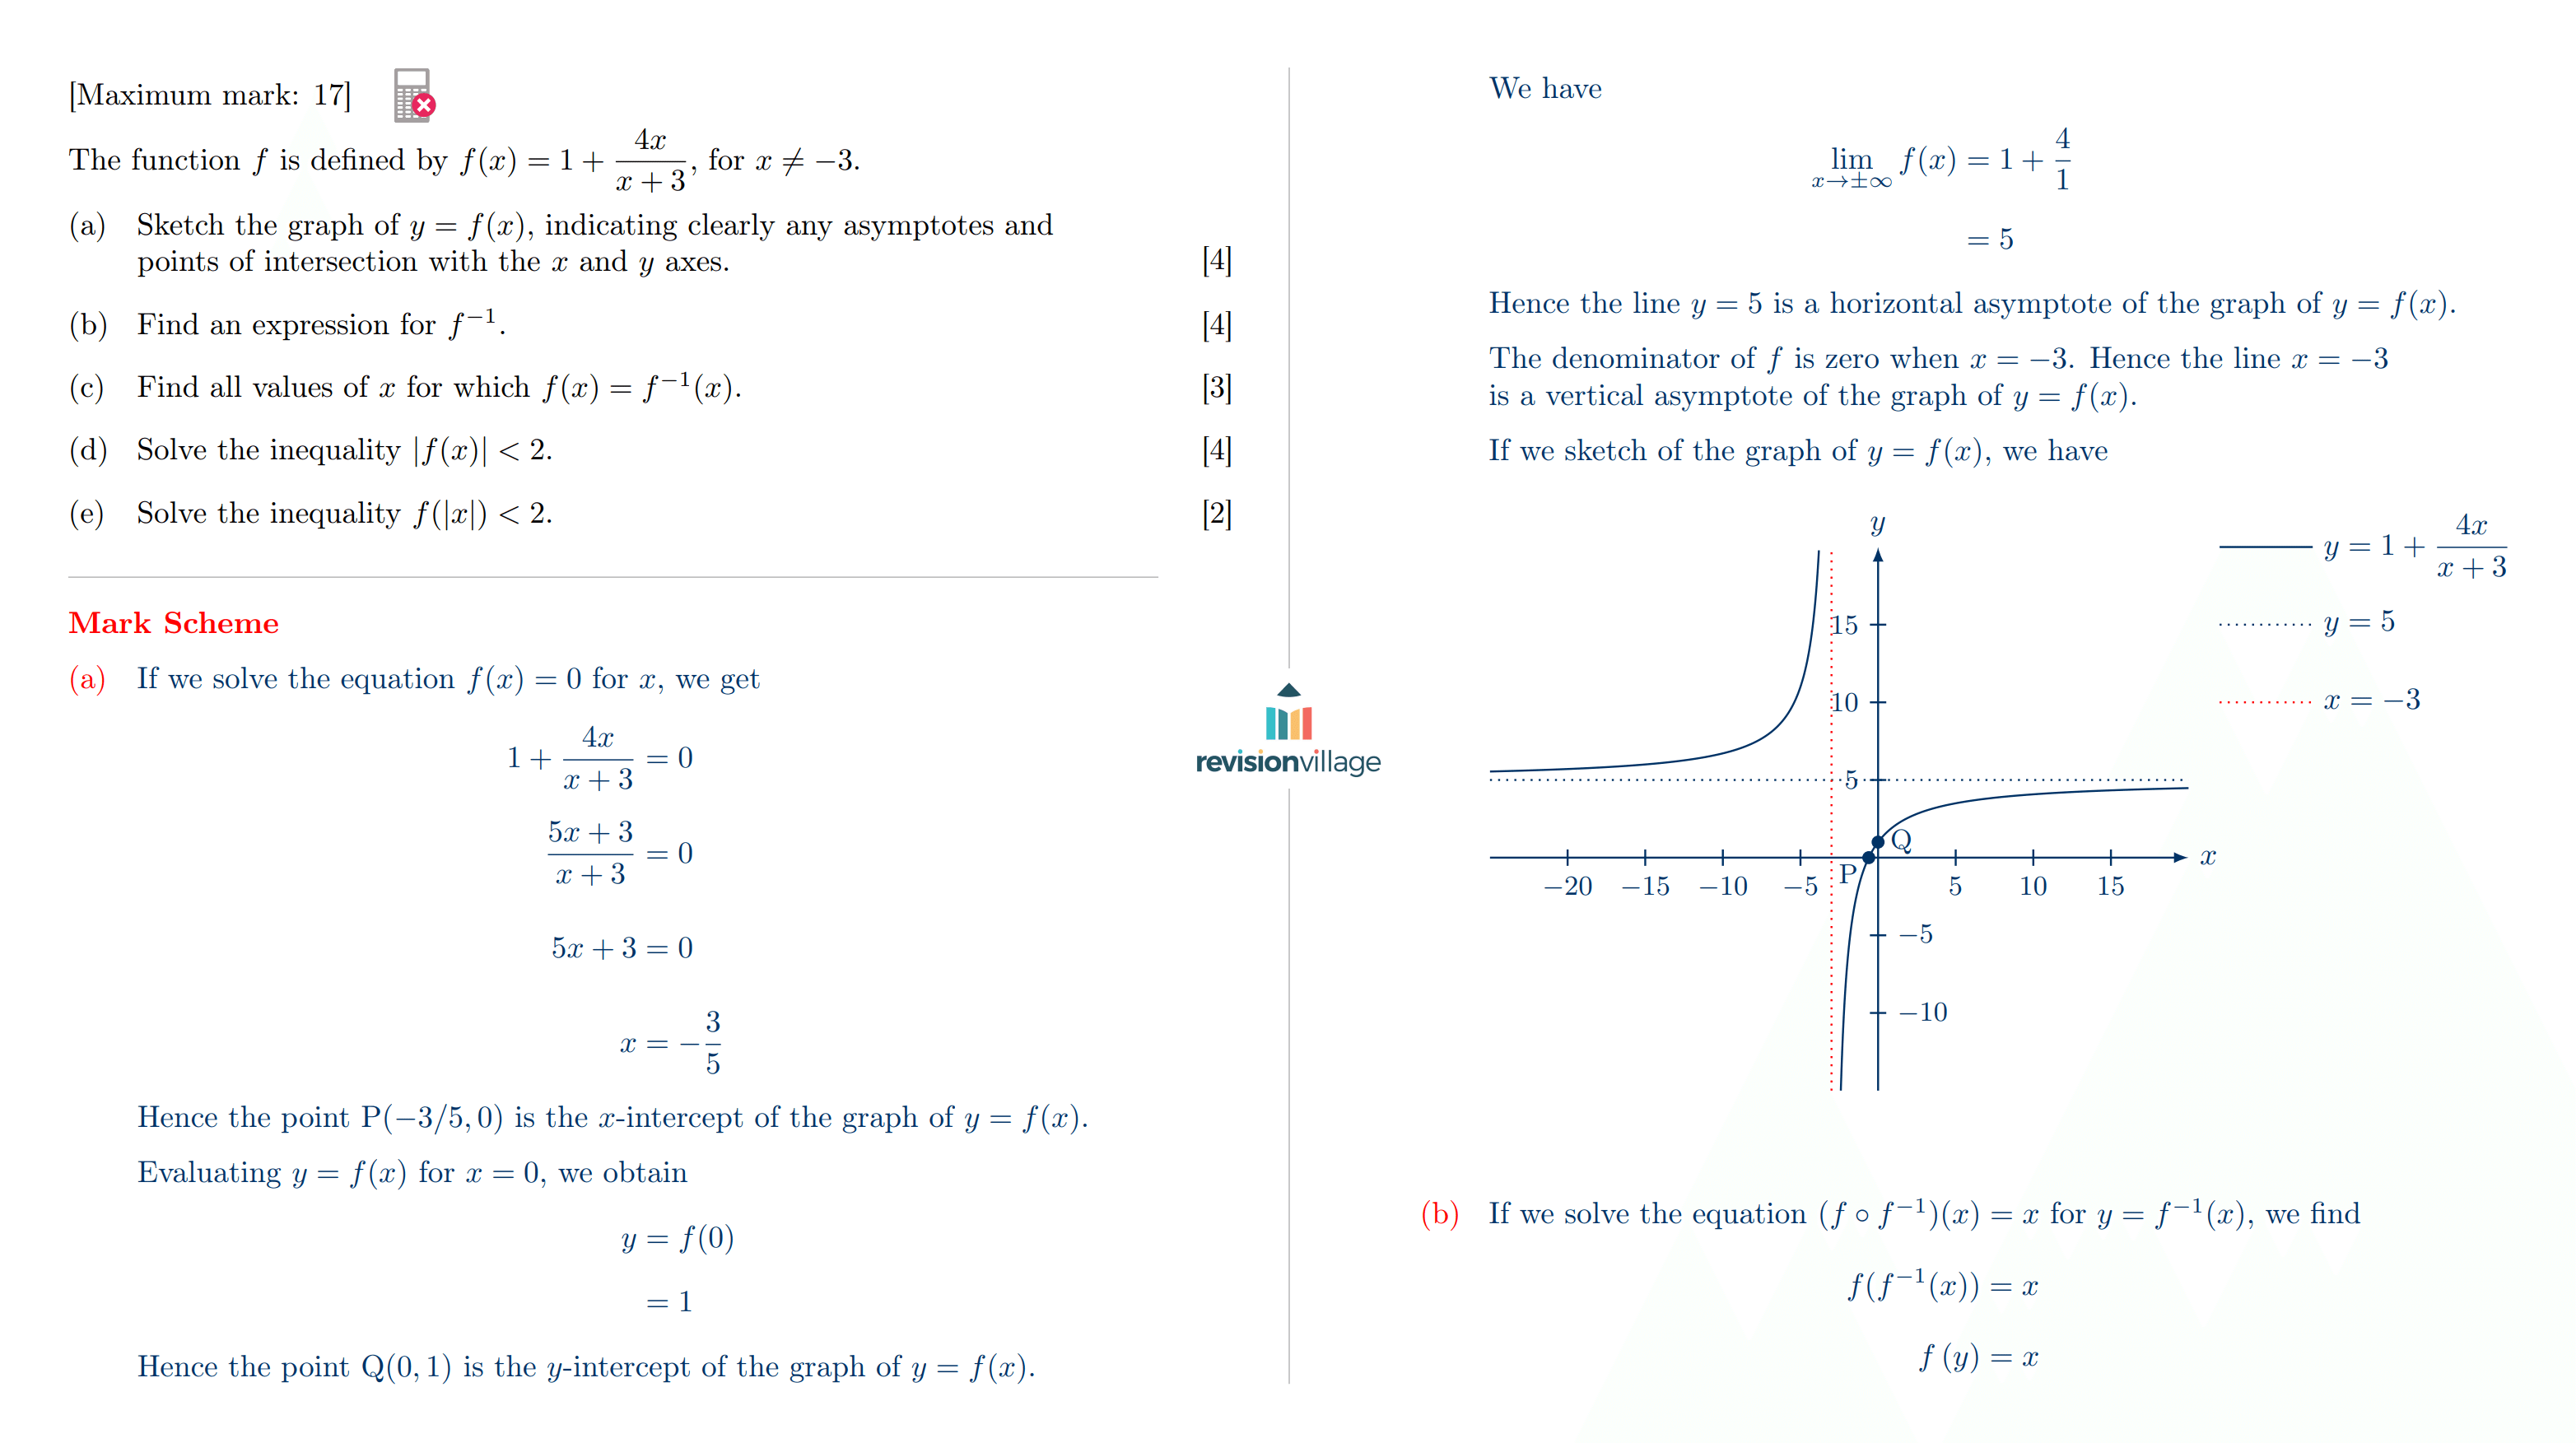 [Maximum mark: 17]
The function f is defined by f(x) = 1 + 4x/(x + 3), for x ≠ −3.
(a) Sketch the graph of y = f(x), indicating clearly any asymptotes and
points of intersection with the x and y axes. [4]
(b) Find an expression for f⁻¹. [4]
(c) Find all values of x for which f(x) = f⁻¹(x). [3]
(d) Solve the inequality |f(x)| < 2. [4]
(e) Solve the inequality f(|x|) < 2. [2]
Mark Scheme
(a) If we solve the equation f(x) = 0 for x, we get
1 + 4x/(x + 3) = 0
(5x + 3)/(x + 3) = 0
5x + 3 = 0
x = −3/5
Hence the point P(−3/5, 0) is the x-intercept of the graph of y = f(x).
Evaluating y = f(x) for x = 0, we obtain
y = f(0)
= 1
Hence the point Q(0, 1) is the y-intercept of the graph of y = f(x).
revisionvillage
We have
lim x→±∞ f(x) = 1 + 4/1
= 5
Hence the line y = 5 is a horizontal asymptote of the graph of y = f(x).
The denominator of f is zero when x = −3. Hence the line x = −3
is a vertical asymptote of the graph of y = f(x).
If we sketch of the graph of y = f(x), we have
y
y = 1 + 4x/(x + 3)
y = 5
x = −3
15
10
5
Q
P
x
−20 −15 −10 −5 5 10 15
−5
−10
(b) If we solve the equation (f ∘ f⁻¹)(x) = x for y = f⁻¹(x), we find
f(f⁻¹(x)) = x
f (y) = x